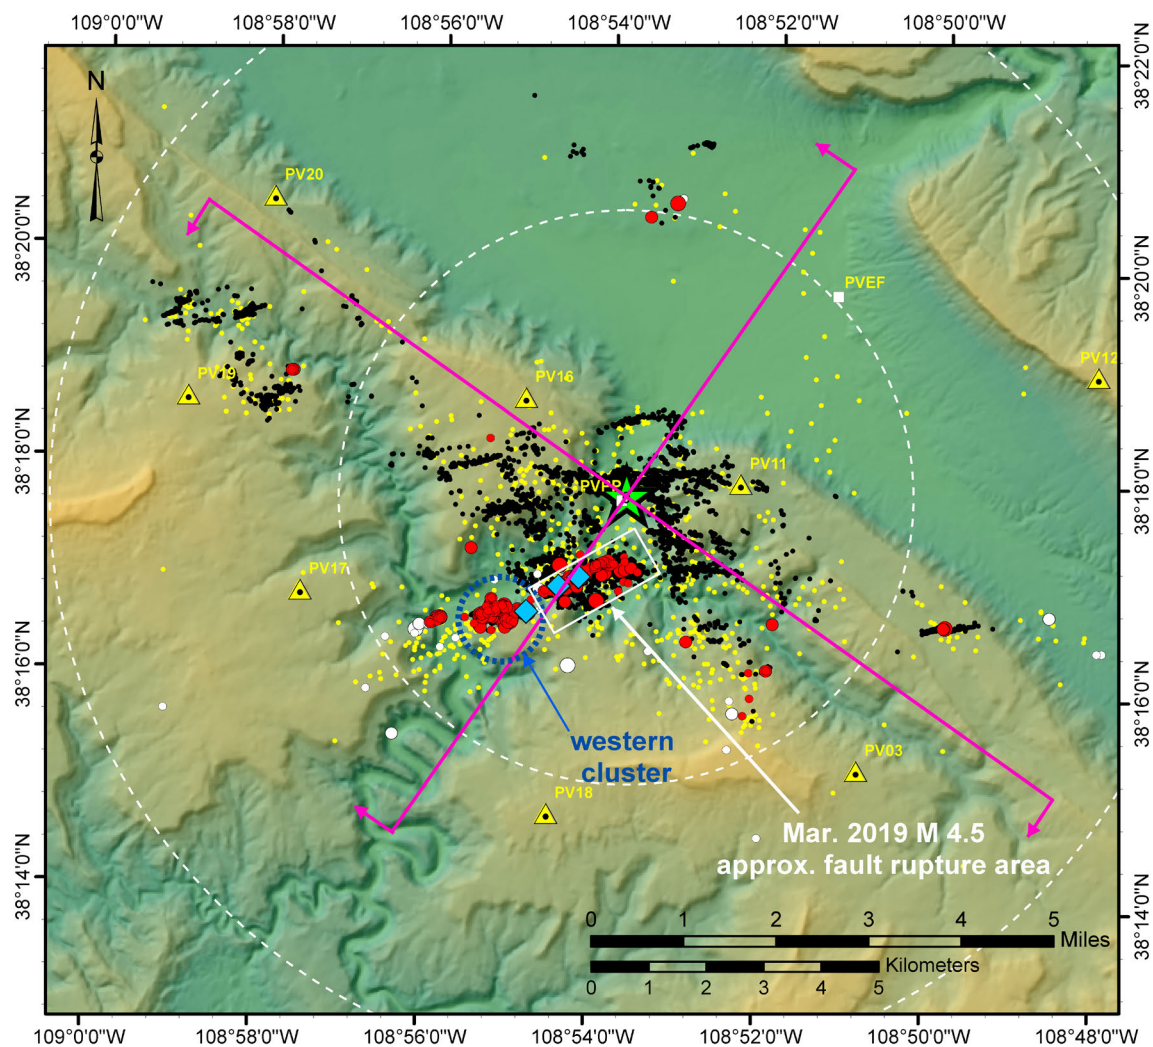 109°0'0"W 108°58'0"W 108°56'0"W 108°54'0"W 108°52'0"W 108°50'0"W
N
38°22'0"N
38°20'0"N
38°20'0"N
38°18'0"N
38°18'0"N
38°16'0"N
38°16'0"N
38°14'0"N
38°14'0"N
PV20
PVEF
PV12
PV19
PV16
PV11
PV17
western
cluster
PV03
PV18
Mar. 2019 M 4.5
approx. fault rupture area
0 1 2 3 4 5
Miles
Kilometers
0 1 2 3 4 5
109°0'0"W 108°58'0"W 108°56'0"W 108°54'0"W 108°52'0"W 108°50'0"W 108°48'0"W